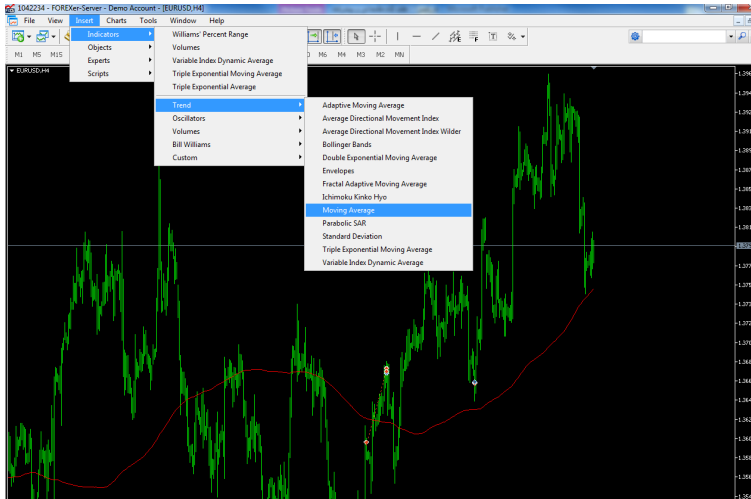 1042234 - FOREXer-Server - Demo Account - [EURUSD,H4]
File View Insert Charts Tools Window Help
M1 M5 M15 M6 M2 M3 M2 MN
EURUSD,H4
Indicators
Objects
Experts
Scripts
Williams' Percent Range
Volumes
Variable Index Dynamic Average
Triple Exponential Moving Average
Triple Exponential Average
Trend
Oscillators
Volumes
Bill Williams
Custom
Adaptive Moving Average
Average Directional Movement Index
Average Directional Movement Index Wilder
Bollinger Bands
Double Exponential Moving Average
Envelopes
Fractal Adaptive Moving Average
Ichimoku Kinko Hyo
Moving Average
Parabolic SAR
Standard Deviation
Triple Exponential Moving Average
Variable Index Dynamic Average